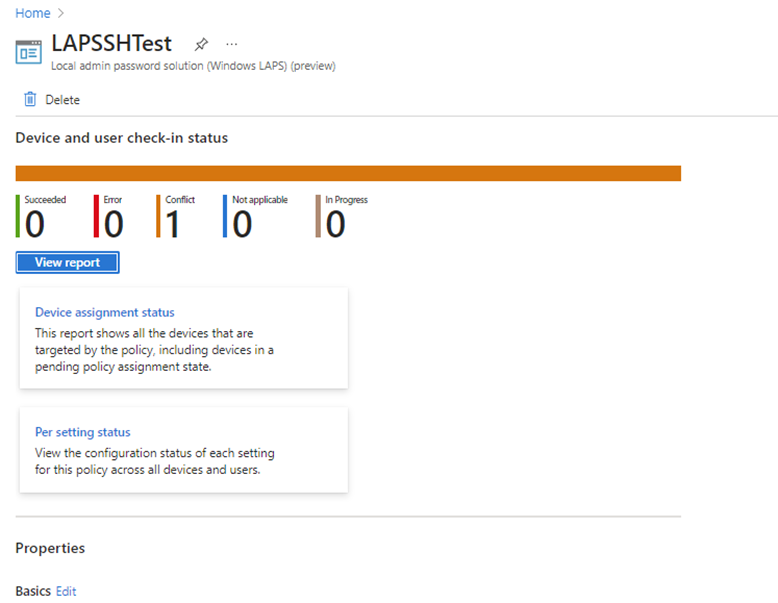 Home >
LAPSSHTest ...
Local admin password solution (Windows LAPS) (preview)
Delete
Device and user check-in status
Succeeded Error Conflict Not applicable In Progress
0 0 1 0 0
View report
Device assignment status
This report shows all the devices that are
targeted by the policy, including devices in a
pending policy assignment state.
Per setting status
View the configuration status of each setting
for this policy across all devices and users.
Properties
Basics Edit